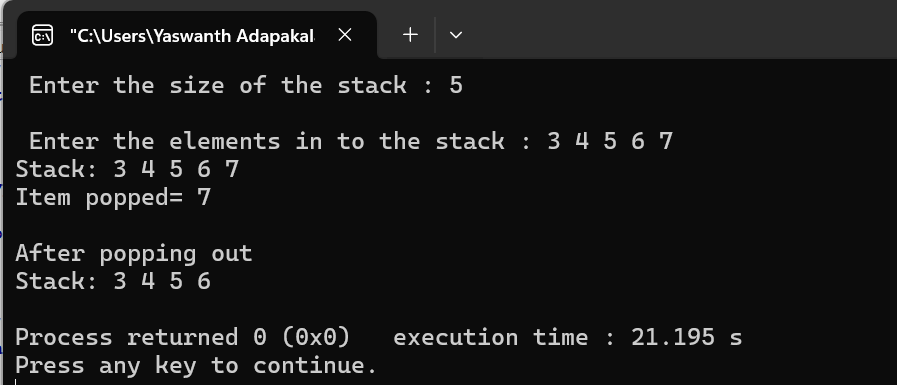 "C:\Users\Yaswanth Adapakal
Enter the size of the stack : 5
Enter the elements in to the stack : 3 4 5 6 7
Stack: 3 4 5 6 7
Item popped= 7
After popping out
Stack: 3 4 5 6
Process returned 0 (0x0)   execution time : 21.195 s
Press any key to continue.